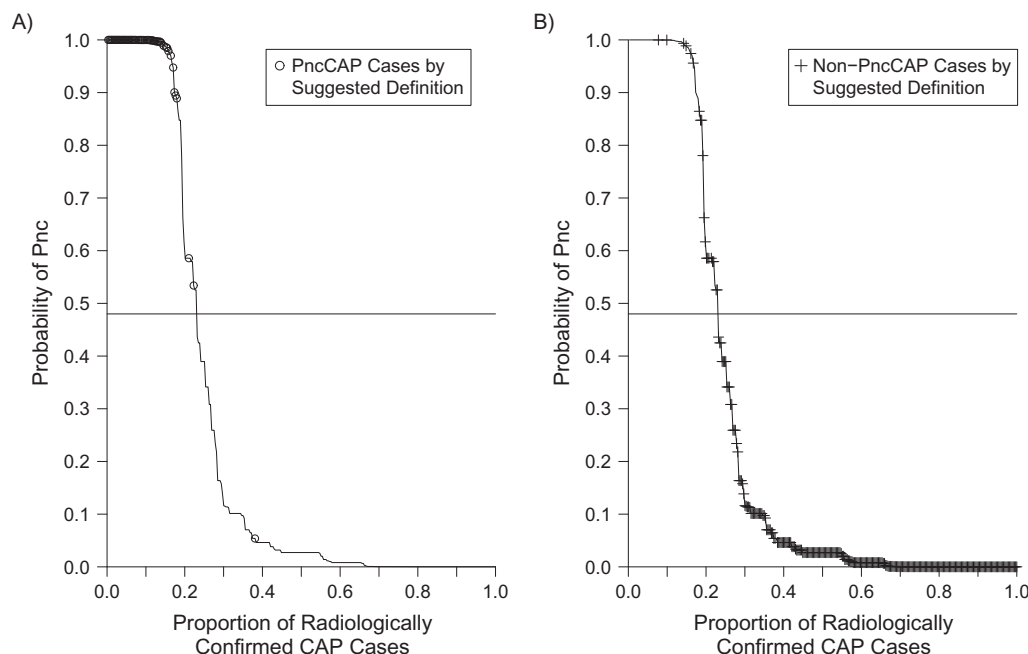 A)
PncCAP Cases by
Suggested Definition
Probability of Pnc
1.0
0.9
0.8
0.7
0.6
0.5
0.4
0.3
0.2
0.1
0.0
0.0 0.2 0.4 0.6 0.8 1.0
Proportion of Radiologically
Confirmed CAP Cases
B)
Non−PncCAP Cases by
Suggested Definition
Probability of Pnc
1.0
0.9
0.8
0.7
0.6
0.5
0.4
0.3
0.2
0.1
0.0
0.0 0.2 0.4 0.6 0.8 1.0
Proportion of Radiologically
Confirmed CAP Cases